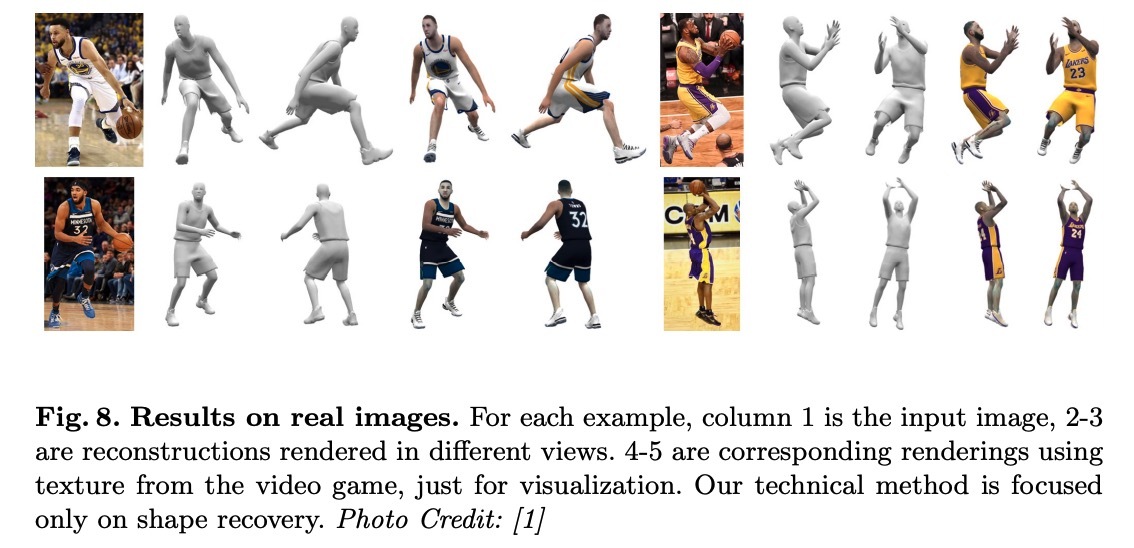 MINNESOTA
32
32
LAKERS
23
24
Fig. 8. Results on real images. For each example, column 1 is the input image, 2-3
are reconstructions rendered in different views. 4-5 are corresponding renderings using
texture from the video game, just for visualization. Our technical method is focused
only on shape recovery. Photo Credit: [1]